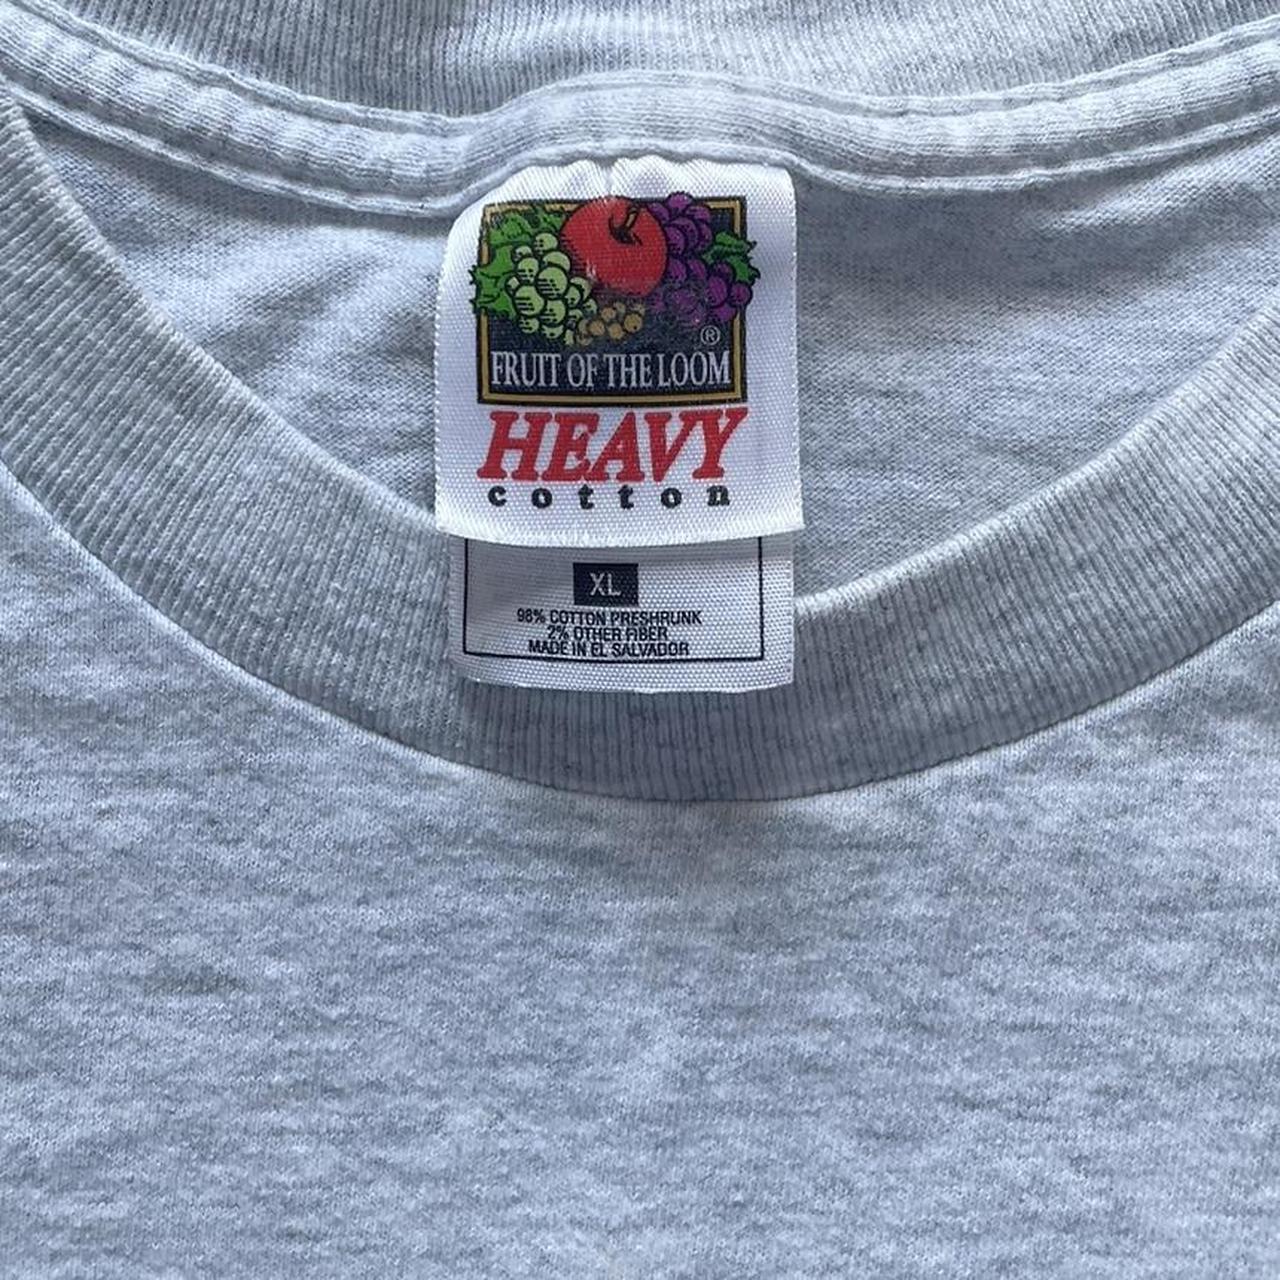 ®
FRUIT OF THE LOOM
HEAVY
cotton
XL
98% COTTON PRESHRUNK
2% OTHER FIBER
MADE IN EL SALVADOR